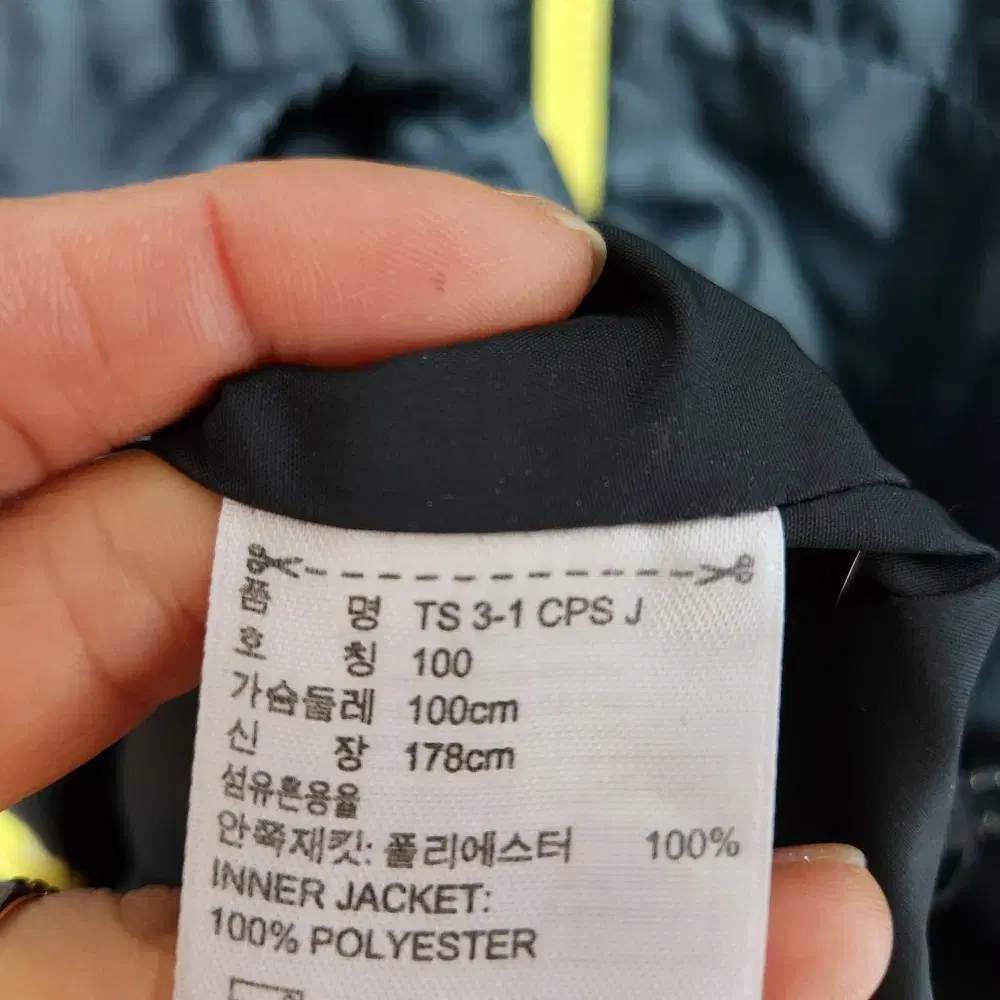 품 명 TS 3-1 CPS J
호 칭 100
가슴둘레 100cm
신 장 178cm
섬유혼용율
안쪽재킷: 폴리에스터 100%
INNER JACKET:
100% POLYESTER